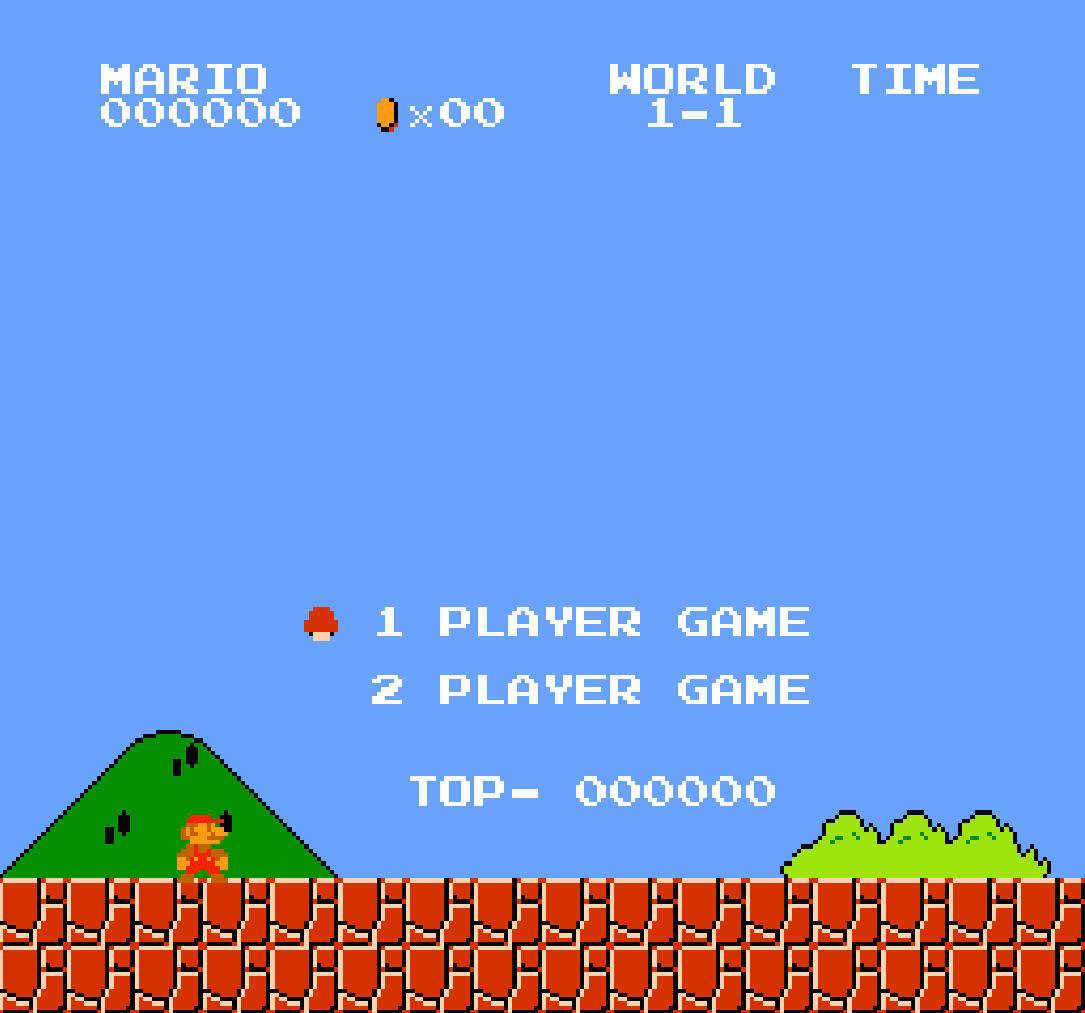 MARIO WORLD TIME
000000 x00 1-1
1 PLAYER GAME
2 PLAYER GAME
TOP- 000000